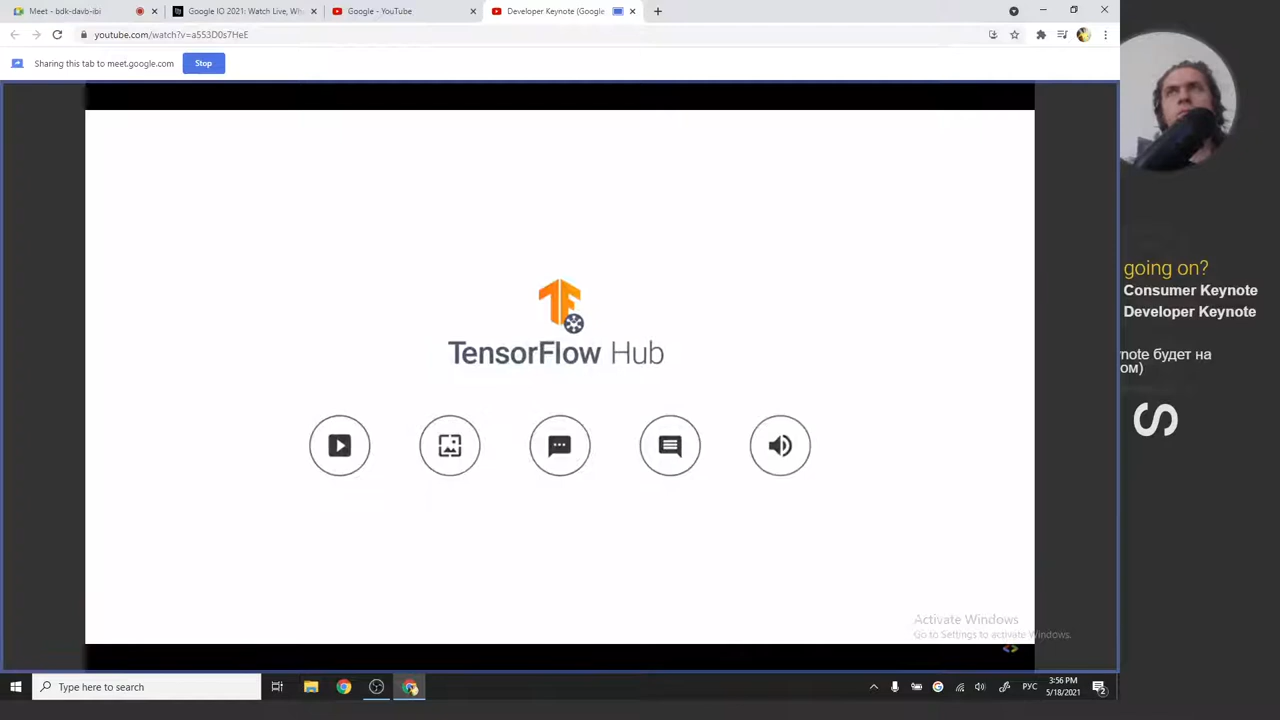 Meet - bdk-davb-ibi
Google IO 2021: Watch Live, Wh
Google - YouTube
Developer Keynote (Google
youtube.com/watch?v=a553D0s7HeE
Sharing this tab to meet.google.com
Stop
TensorFlow Hub
going on?
Consumer Keynote
Developer Keynote
note будет на
ом)
S
Activate Windows
Go to Settings to activate Windows.
Type here to search
РУС
3:56 PM
5/18/2021
2